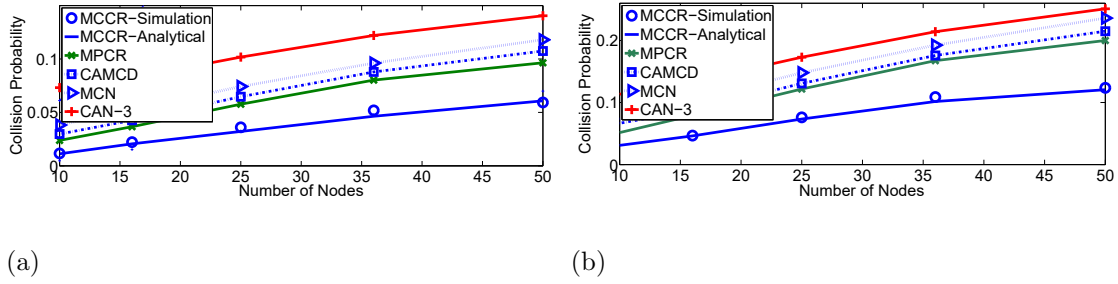 MCCR−Simulation
MCCR−Analytical
MPCR
CAMCD
MCN
CAN−3
Collision Probability
0.1
0.05
0
10 15 20 25 30 35 40 45 50
Number of Nodes
(a)
MCCR−Simulation
MCCR−Analytical
MPCR
CAMCD
MCN
CAN−3
Collision Probability
0.2
0.1
0
10 15 20 25 30 35 40 45 50
Number of Nodes
(b)